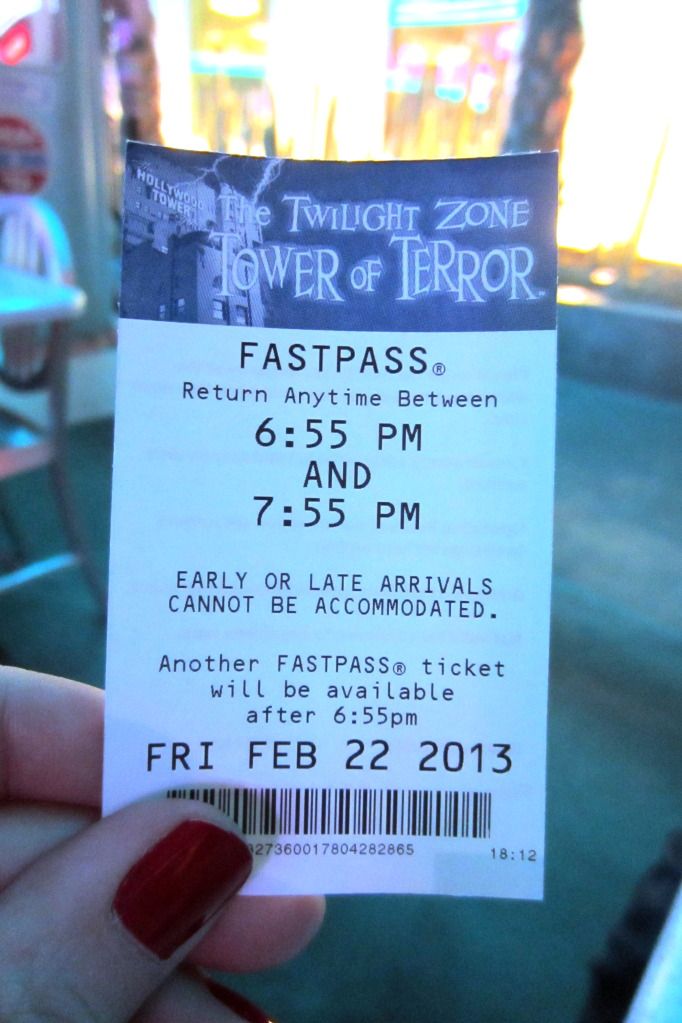 HOLLYWOOD
TOWER
The TWILIGHT ZONE
TOWER OF TERROR™
FASTPASS®
Return Anytime Between
6:55 PM
AND
7:55 PM
EARLY OR LATE ARRIVALS
CANNOT BE ACCOMMODATED.
Another FASTPASS® ticket
will be available
after 6:55pm
FRI FEB 22 2013
27360017804282865 18:12